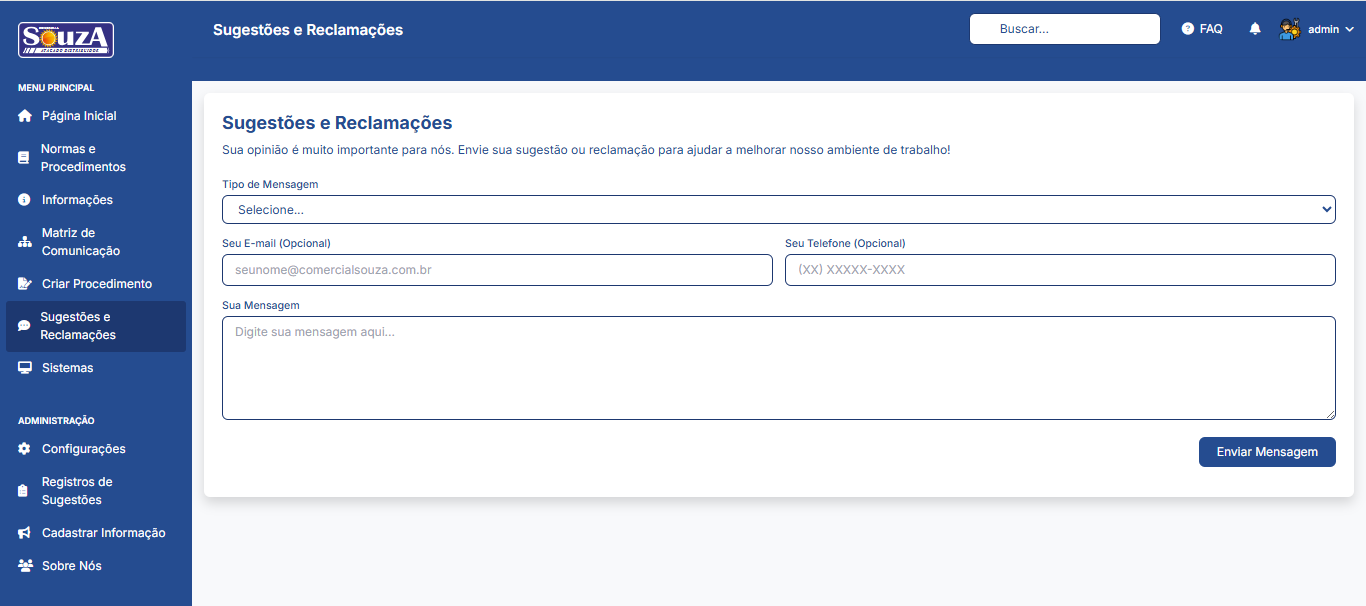 SOUZA
ATACADO DISTRIBUIDOR
Sugestões e Reclamações
Buscar...
FAQ
admin
MENU PRINCIPAL
Página Inicial
Normas e
Procedimentos
Informações
Matriz de
Comunicação
Criar Procedimento
Sugestões e
Reclamações
Sistemas
ADMINISTRAÇÃO
Configurações
Registros de
Sugestões
Cadastrar Informação
Sobre Nós
Sugestões e Reclamações
Sua opinião é muito importante para nós. Envie sua sugestão ou reclamação para ajudar a melhorar nosso ambiente de trabalho!
Tipo de Mensagem
Selecione...
Seu E-mail (Opcional)
Seu Telefone (Opcional)
seunome@comercialsouza.com.br
(XX) XXXXX-XXXX
Sua Mensagem
Digite sua mensagem aqui...
Enviar Mensagem